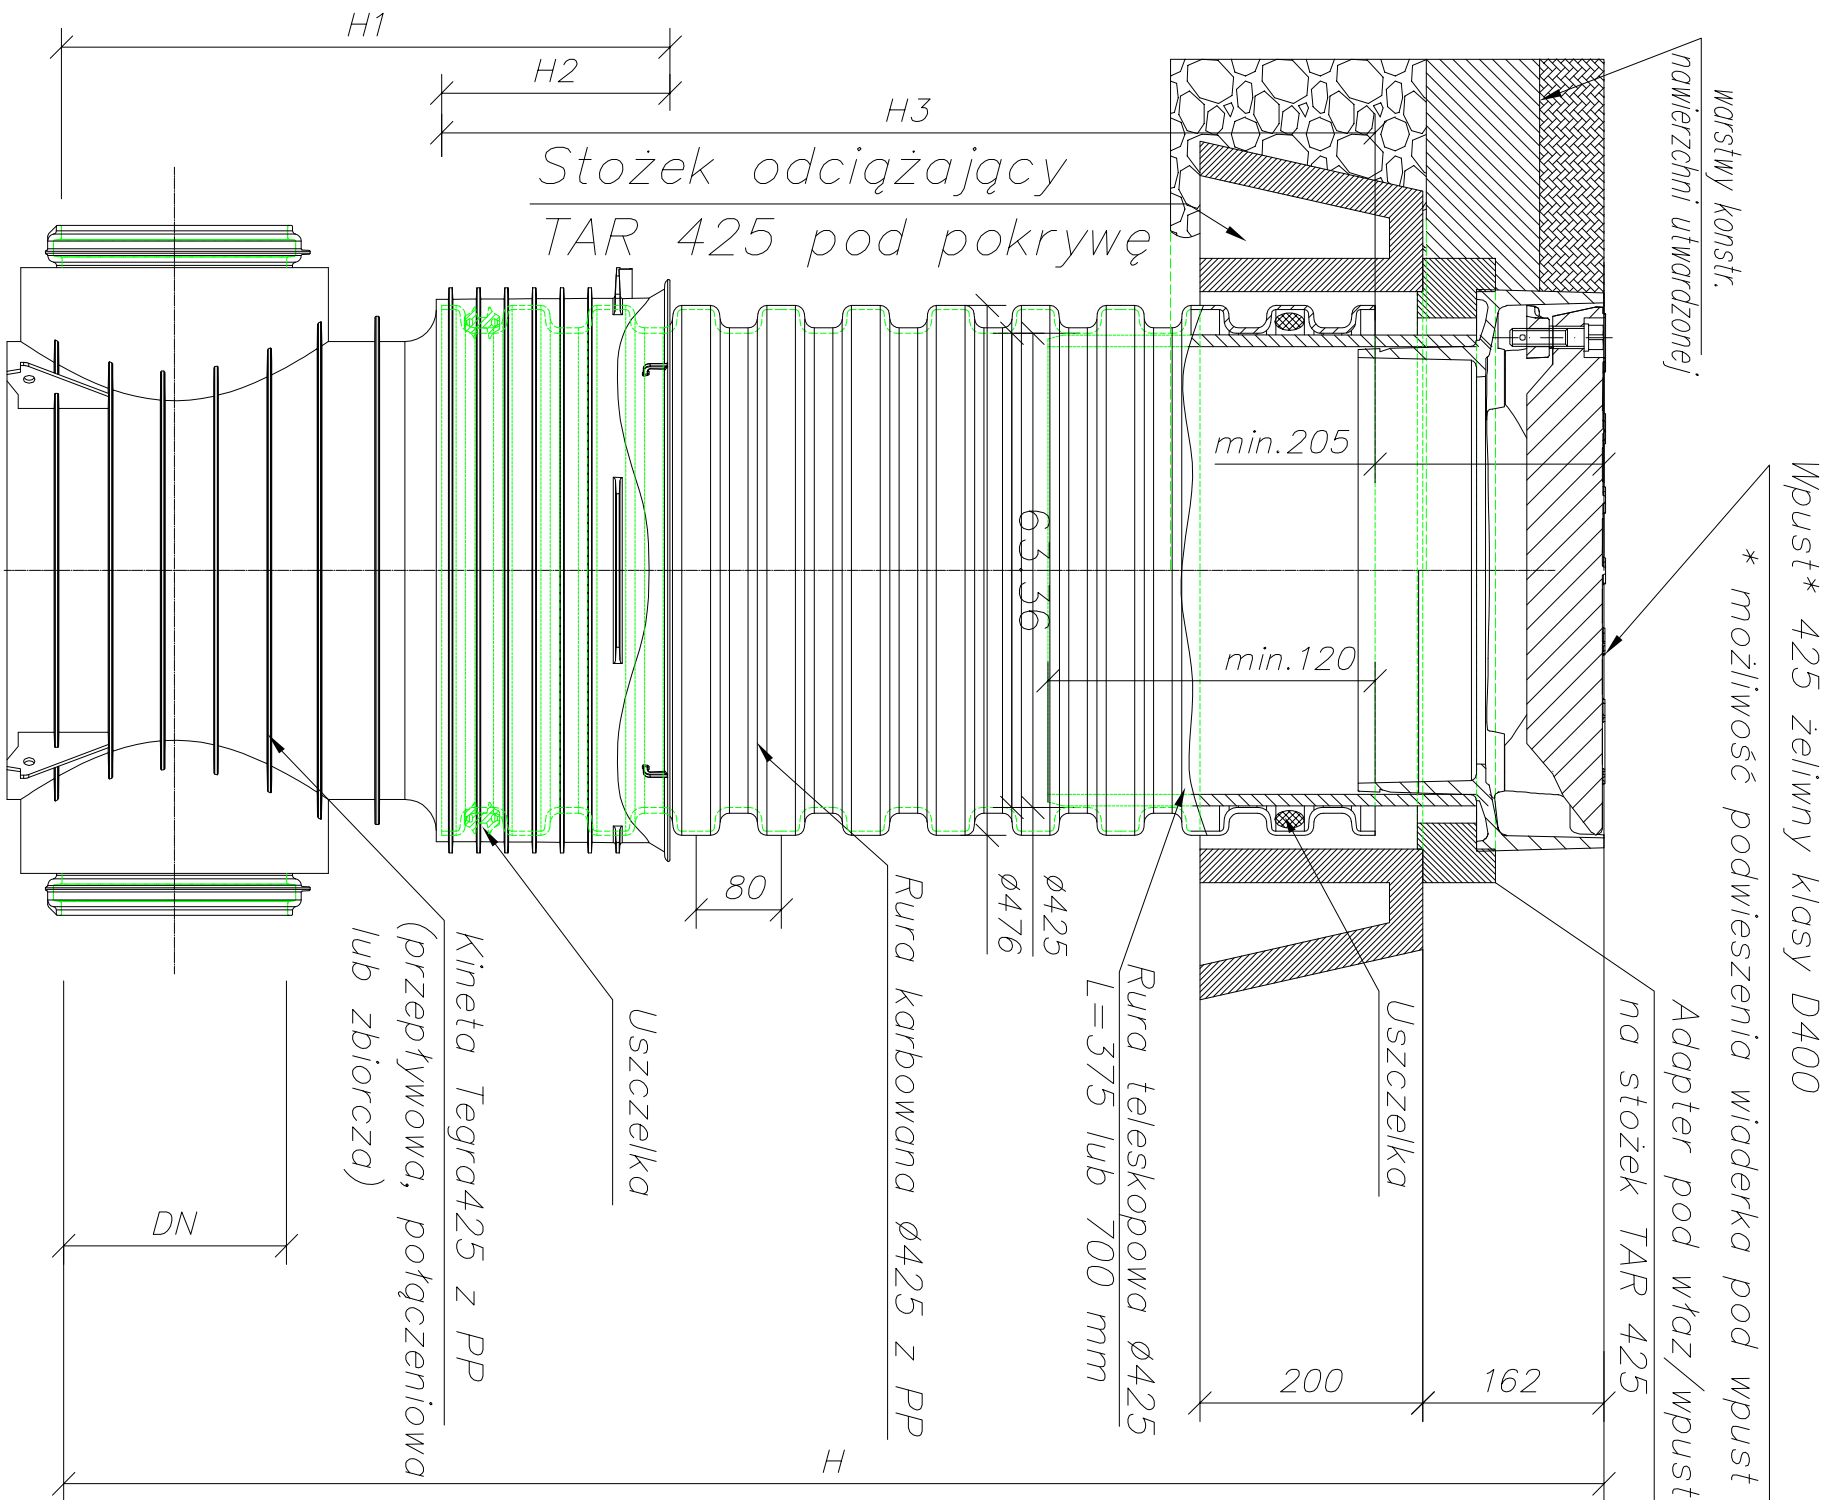 H1
H2
H3
Stożek odciążający
TAR 425 pod pokrywę
warstwy konstr.
nawierzchni utwardzonej
Wpust* 425 żeliwny klasy D400
* możliwość podwieszenia wiaderka pod wpust
Adapter pod właz/wpust
na stożek TAR 425
min.205
63.36
min.120
80
ø425
ø476
Uszczelka
Rura teleskopowa ø425
L=375 lub 700 mm
Rura karbowana ø425 z PP
Uszczelka
Kineta Tegra425 z PP
(przepływowa, połączeniowa
lub zbiorcza)
DN
200
162
H